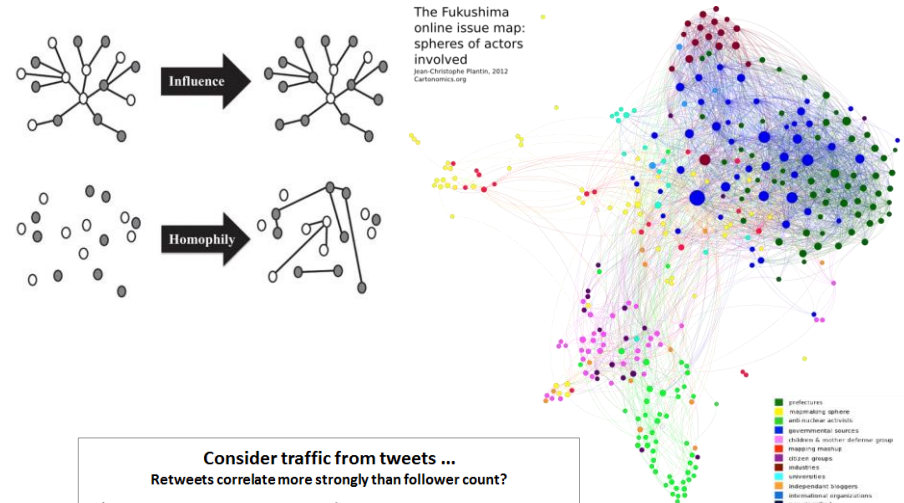 The Fukushima
online issue map:
spheres of actors
involved
Jean-Christophe Plantin, 2012
Cartonomics.org
Influence
Homophily
prefectures
mapmaking sphere
anti-nuclear activists
governmental sources
children & mother defense group
mapping mashup
citizen groups
industries
universities
independant bloggers
international organizations
Consider traffic from tweets ...
Retweets correlate more strongly than follower count?